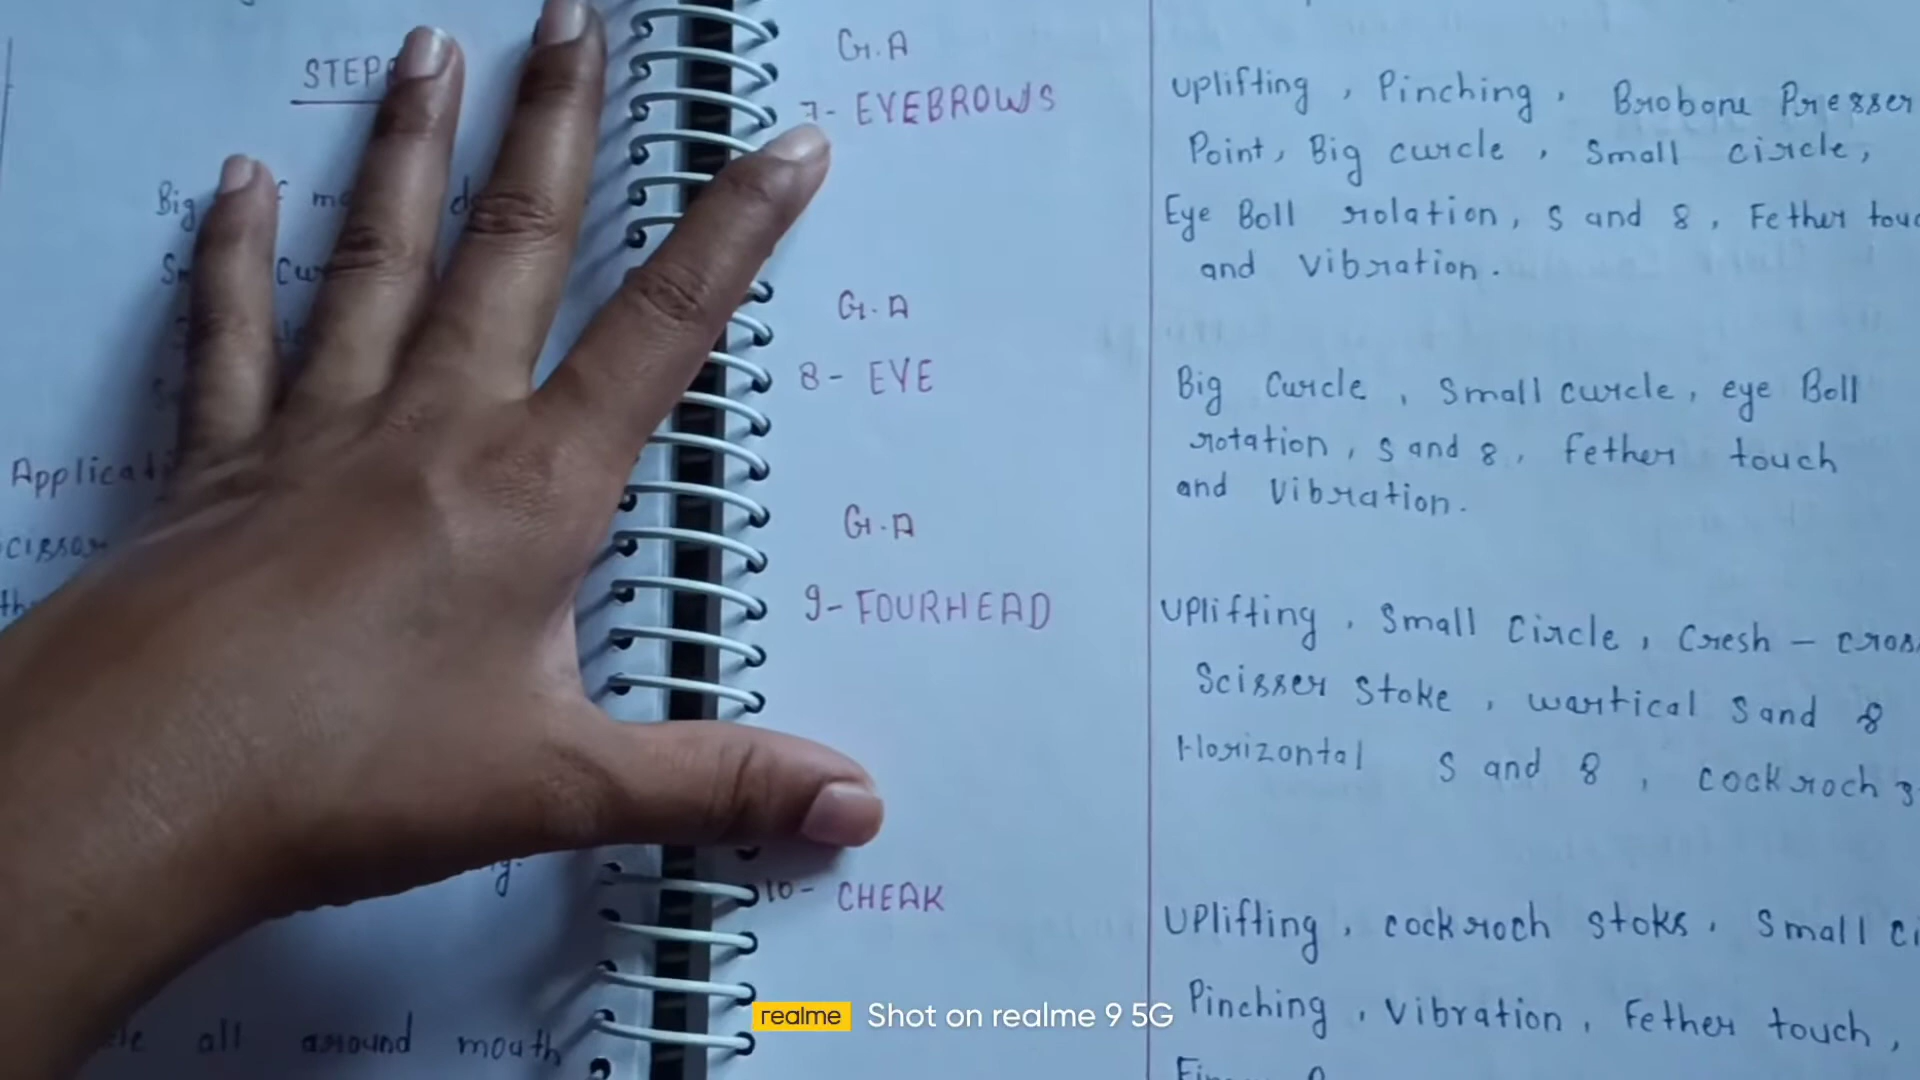 STEP
Big
all around mouth
G.A
7- EYEBROWS
Uplifting , Pinching , Brobone Presser
Point, Big curcle , Small circle,
Eye Boll rolation, S and 8, Fether touc
and Vibration.
G.A
8- EYE
Big Curcle , Small curcle, eye Boll
rotation, S and 8, Fether touch
and Vibration.
G.A
9- FOURHEAD
Uplifting , Small Circle, Cresh - cross
Scisser Stoke , wartical S and 8
Horizontal S and 8 , cockroch s
10- CHEAK
Uplifting , cockroch stoks, Small ci
Pinching , Vibration, Fether touch,
realme Shot on realme 9 5G